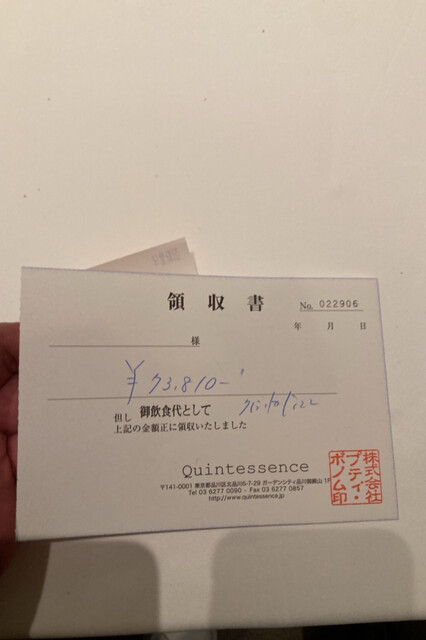 領収書
No. 022906
年 月 日
様
¥73,810-
但し 御飲食代として
上記の金額正に領収いたしました
Quintessence
〒141-0001 東京都品川区北品川6-7-29 ガーデンシティ品川御殿山 1F
Tel 03 6277 0090 - Fax 03 6277 0857
http://www.quintessence.jp
株式会社
プティ・
ボノム印